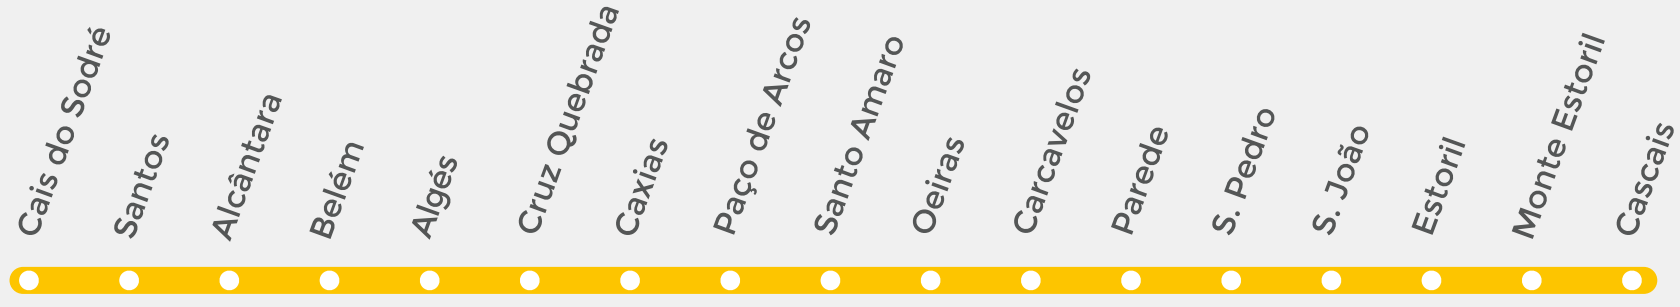 Cais do Sodré
Santos
Alcântara
Belém
Algés
Cruz Quebrada
Caxias
Paço de Arcos
Santo Amaro
Oeiras
Carcavelos
Parede
S. Pedro
S. João
Estoril
Monte Estoril
Cascais